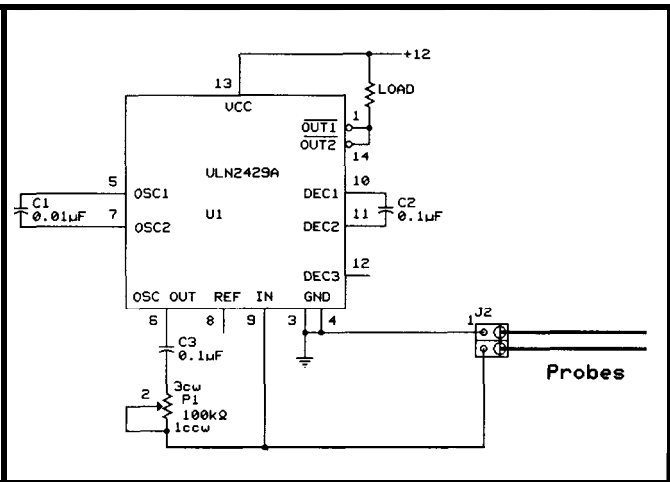 +12
13
VCC
LOAD
1
OUT1
OUT2
14
ULN2429A
5
OSC1
DEC1
10
C1
0.01µF
C2
0.1µF
7
OSC2
U1
DEC2
11
DEC3
12
OSC OUT
REF
IN
GND
6
8
9
3
4
J2
1
C3
0.1µF
Probes
3cw
2
P1
100kΩ
1ccw